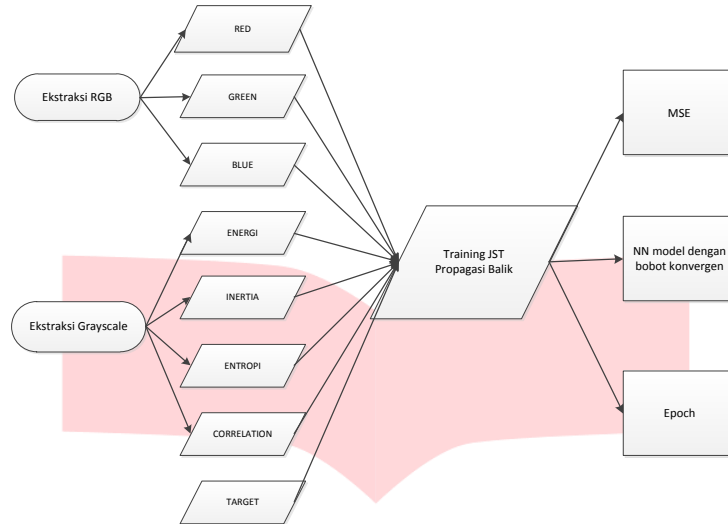 RED
Ekstraksi RGB
GREEN
BLUE
ENERGI
INERTIA
Ekstraksi Grayscale
ENTROPI
CORRELATION
TARGET
Training JST
Propagasi Balik
MSE
NN model dengan
bobot konvergen
Epoch